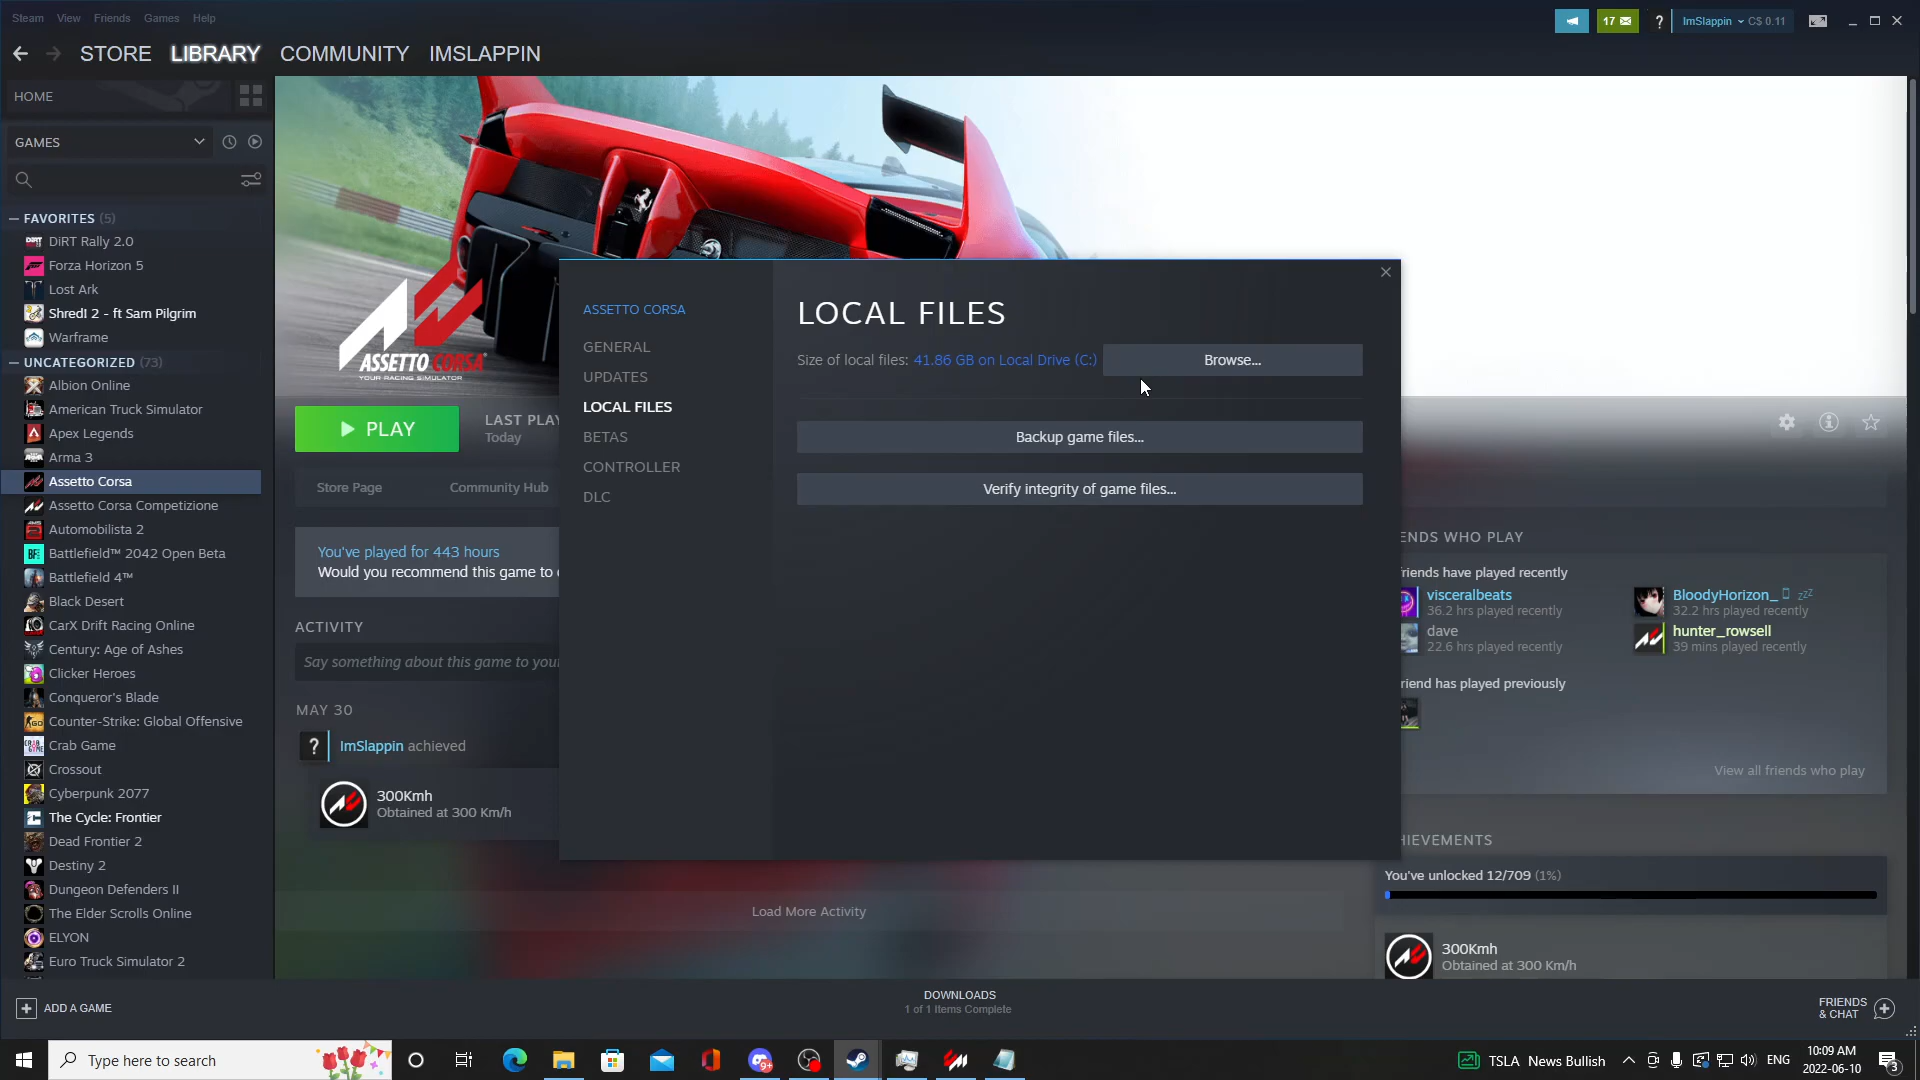 Steam View Friends Games Help
17
?
ImSlappin C$ 0.11
STORE LIBRARY COMMUNITY IMSLAPPIN
HOME
GAMES
FAVORITES (5)
DiRT Rally 2.0
Forza Horizon 5
Lost Ark
Shred! 2 - ft Sam Pilgrim
Warframe
UNCATEGORIZED (73)
Albion Online
American Truck Simulator
Apex Legends
Arma 3
Assetto Corsa
Assetto Corsa Competizione
Automobilista 2
Battlefield™ 2042 Open Beta
Battlefield 4™
Black Desert
CarX Drift Racing Online
Century: Age of Ashes
Clicker Heroes
Conqueror's Blade
Counter-Strike: Global Offensive
Crab Game
Crossout
Cyberpunk 2077
The Cycle: Frontier
Dead Frontier 2
Destiny 2
Dungeon Defenders II
The Elder Scrolls Online
ELYON
Euro Truck Simulator 2
ADD A GAME
ASSETTO CORSA
YOUR RACING SIMULATOR
PLAY
LAST PLAY
Today
Store Page Community Hub
You've played for 443 hours
Would you recommend this game to
ACTIVITY
Say something about this game to your
MAY 30
? ImSlappin achieved
300Kmh
Obtained at 300 Km/h
Load More Activity
ASSETTO CORSA
GENERAL
UPDATES
LOCAL FILES
BETAS
CONTROLLER
DLC
LOCAL FILES
Size of local files: 41.86 GB on Local Drive (C:)
Browse...
Backup game files...
Verify integrity of game files...
ENDS WHO PLAY
riends have played recently
visceralbeats
36.2 hrs played recently
BloodyHorizon_ zzZ
32.2 hrs played recently
dave
22.6 hrs played recently
hunter_rowsell
39 mins played recently
riend has played previously
View all friends who play
HIEVEMENTS
You've unlocked 12/709 (1%)
300Kmh
Obtained at 300 Km/h
DOWNLOADS
1 of 1 Items Complete
FRIENDS
& CHAT
Type here to search
9+
TSLA News Bullish
ENG
10:09 AM
2022-06-10
3